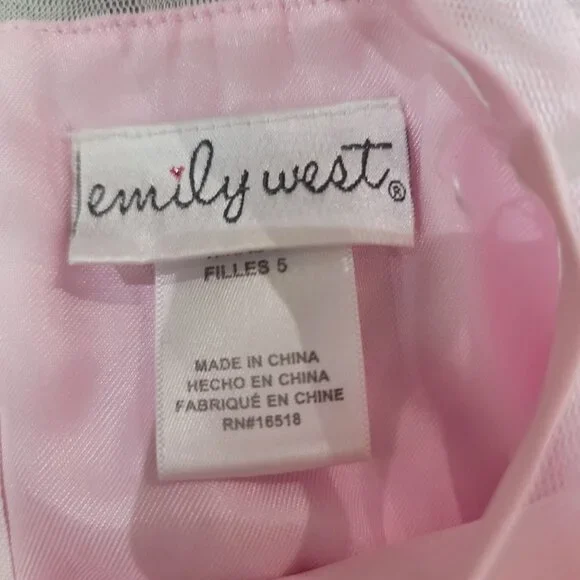 emily west®
FILLES 5
MADE IN CHINA
HECHO EN CHINA
FABRIQUÉ EN CHINE
RN#16518